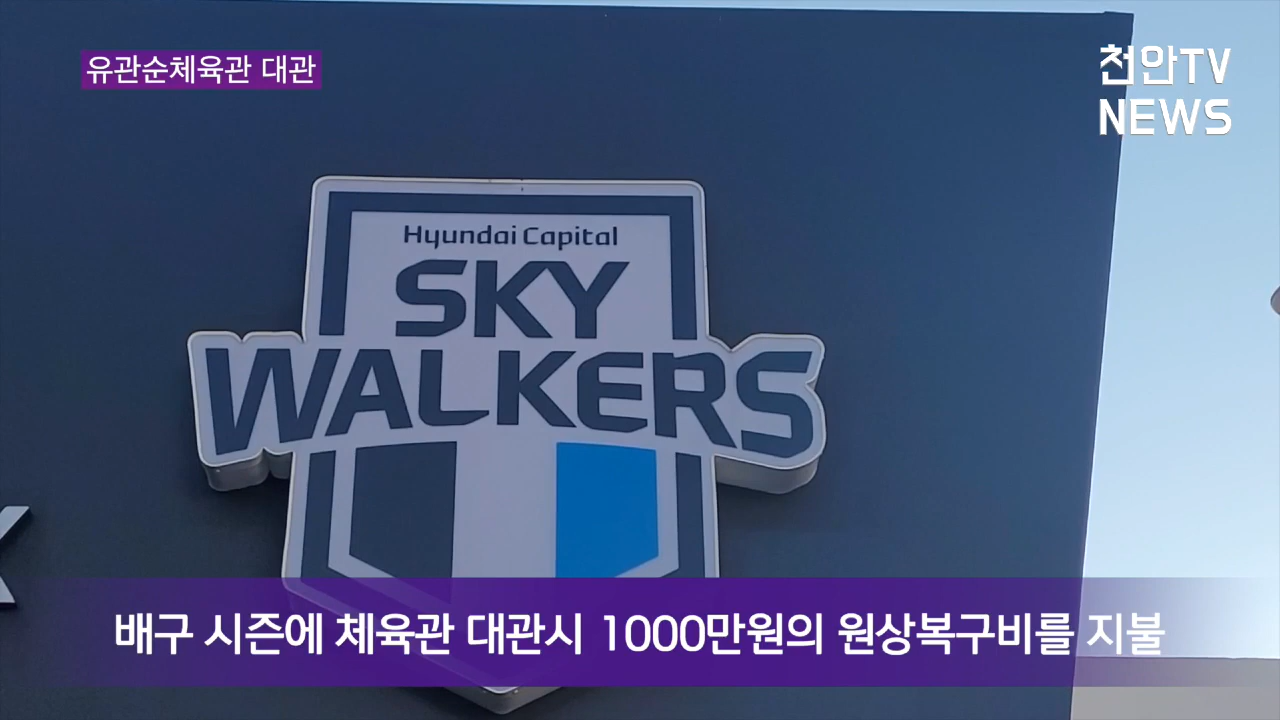 유관순체육관 대관
천안TV
NEWS
Hyundai Capital
SKY
WALKERS
배구 시즌에 체육관 대관시 1000만원의 원상복구비를 지불